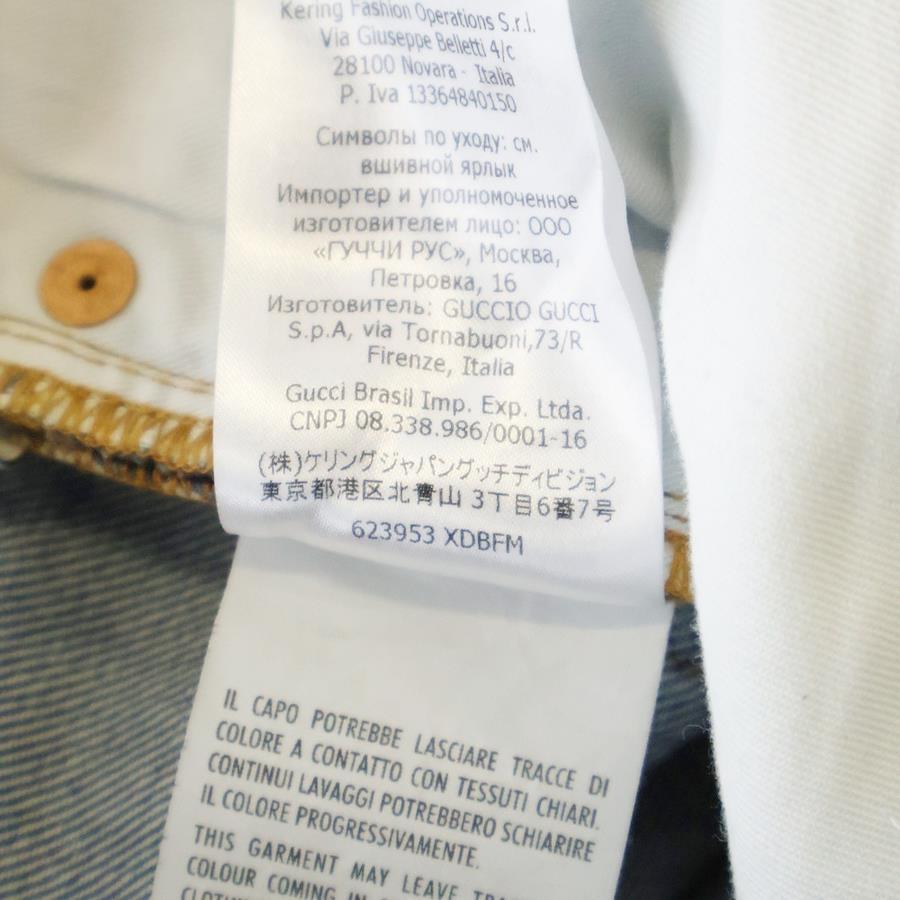 Kering Fashion Operations S.r.l.
Via Giuseppe Belletti 4/c
28100 Novara - Italia
P. Iva 13364840150
Символы по уходу: см.
вшивной ярлык
Импортер и уполномоченное
изготовителем лицо: ООО
«ГУЧЧИ РУС», Москва,
Петровка, 16
Изготовитель: GUCCIO GUCCI
S.p.A, via Tornabuoni,73/R
Firenze, Italia
Gucci Brasil Imp. Exp. Ltda.
CNPJ 08.338.986/0001-16
(株)ケリングジャパングッチディビジョン
東京都港区北青山 3丁目6番7号
623953 XDBFM
IL CAPO POTREBBE LASCIARE TRACCE DI
COLORE A CONTATTO CON TESSUTI CHIARI.
CONTINUI LAVAGGI POTREBBERO SCHIARIRE
IL COLORE PROGRESSIVAMENTE.
THIS GARMENT MAY LEAVE
COLOUR COMING IN